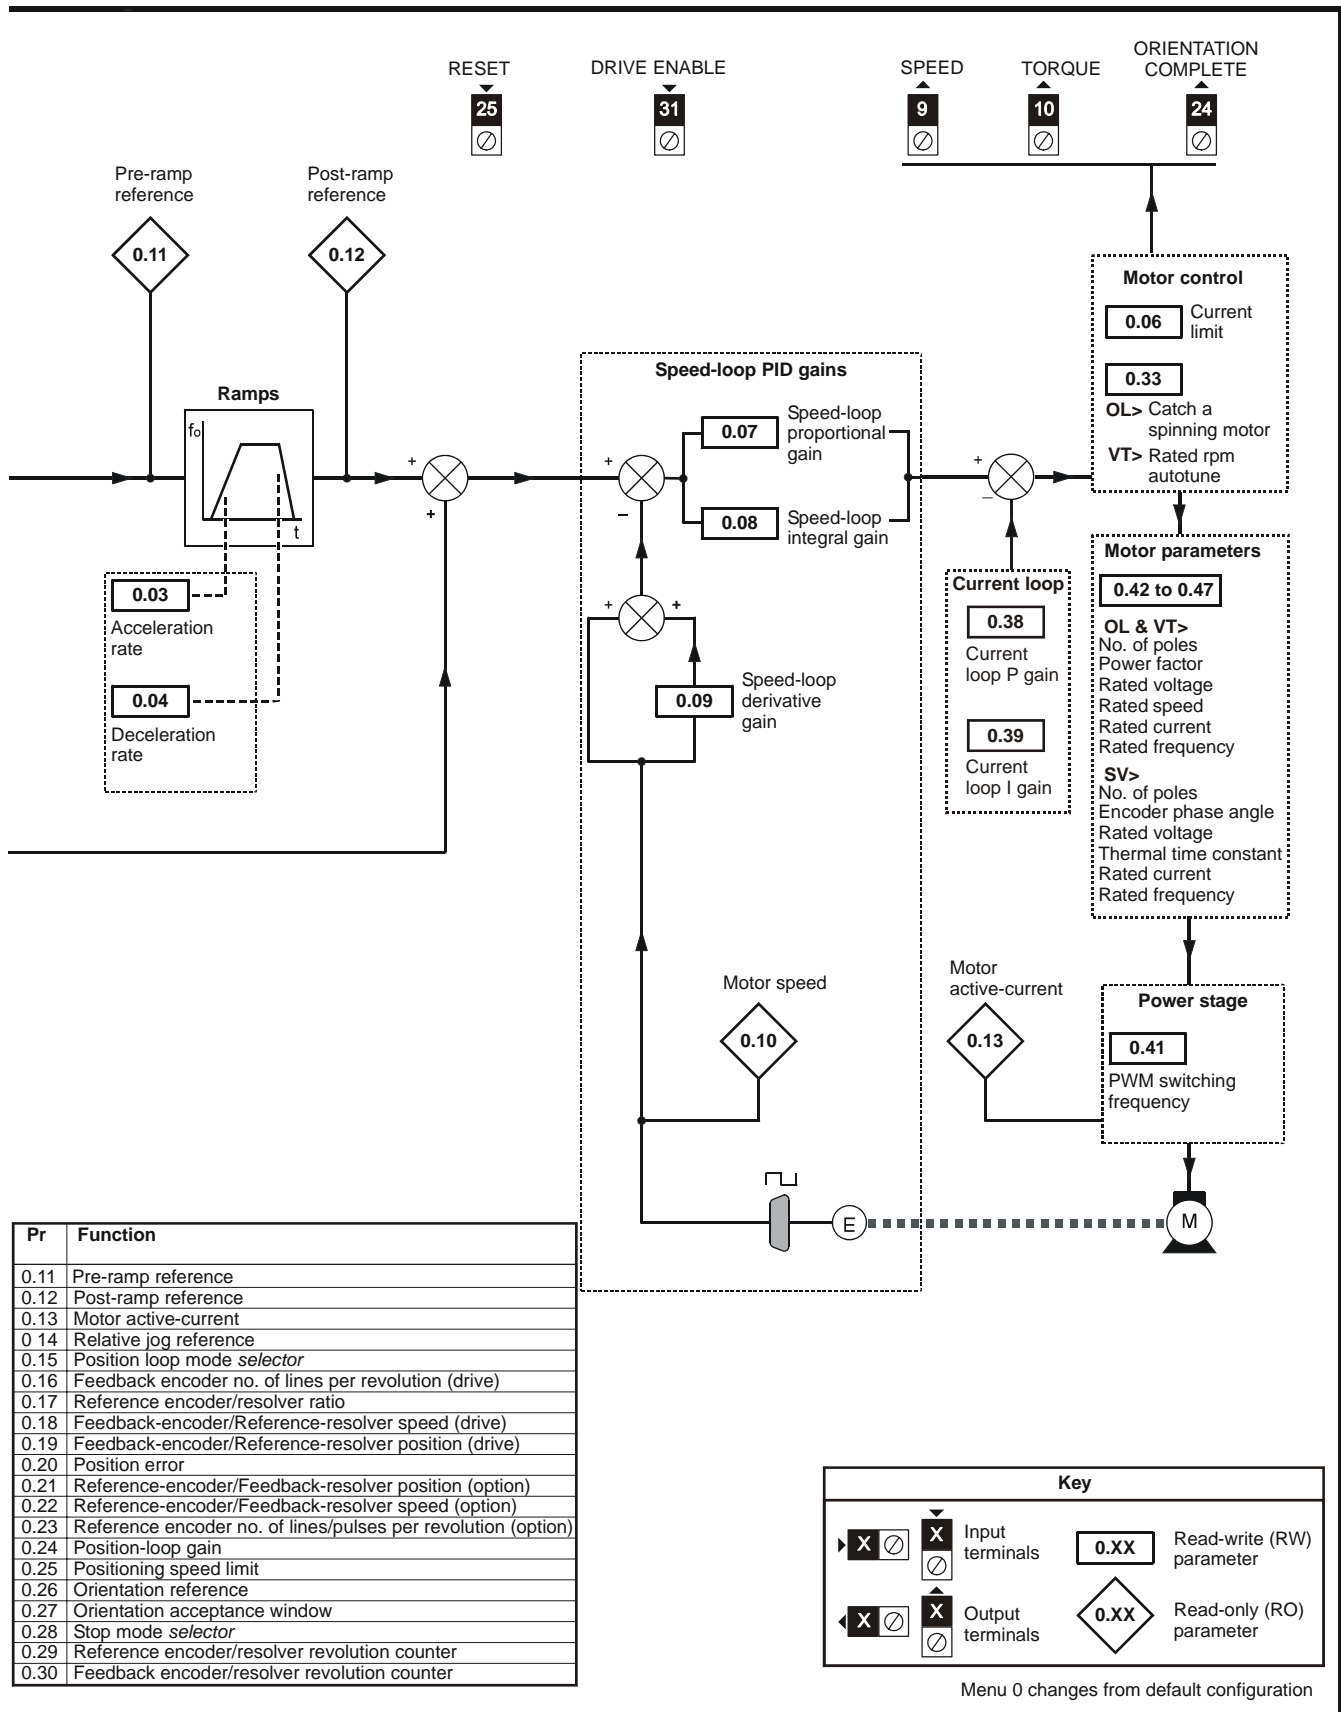 RESET
25
DRIVE ENABLE
31
SPEED
9
TORQUE
10
ORIENTATION
COMPLETE
24
Pre-ramp
reference
0.11
Post-ramp
reference
0.12
Ramps
fo
t
+
+
0.03
Acceleration
rate
0.04
Deceleration
rate
Speed-loop PID gains
+
−
0.07
Speed-loop
proportional
gain
0.08
Speed-loop
integral gain
+
+
0.09
Speed-loop
derivative
gain
Motor speed
0.10
E
+
−
Current loop
0.38
Current
loop P gain
0.39
Current
loop I gain
Motor control
0.06
Current
limit
0.33
OL> Catch a
spinning motor
VT> Rated rpm
autotune
Motor parameters
0.42 to 0.47
OL & VT>
No. of poles
Power factor
Rated voltage
Rated speed
Rated current
Rated frequency
SV>
No. of poles
Encoder phase angle
Rated voltage
Thermal time constant
Rated current
Rated frequency
Motor
active-current
0.13
Power stage
0.41
PWM switching
frequency
M
Pr Function
0.11 Pre-ramp reference
0.12 Post-ramp reference
0.13 Motor active-current
0 14 Relative jog reference
0.15 Position loop mode selector
0.16 Feedback encoder no. of lines per revolution (drive)
0.17 Reference encoder/resolver ratio
0.18 Feedback-encoder/Reference-resolver speed (drive)
0.19 Feedback-encoder/Reference-resolver position (drive)
0.20 Position error
0.21 Reference-encoder/Feedback-resolver position (option)
0.22 Reference-encoder/Feedback-resolver speed (option)
0.23 Reference encoder no. of lines/pulses per revolution (option)
0.24 Position-loop gain
0.25 Positioning speed limit
0.26 Orientation reference
0.27 Orientation acceptance window
0.28 Stop mode selector
0.29 Reference encoder/resolver revolution counter
0.30 Feedback encoder/resolver revolution counter
Key
X
X
Input
terminals
0.XX
Read-write (RW)
parameter
X
X
Output
terminals
0.XX
Read-only (RO)
parameter
Menu 0 changes from default configuration